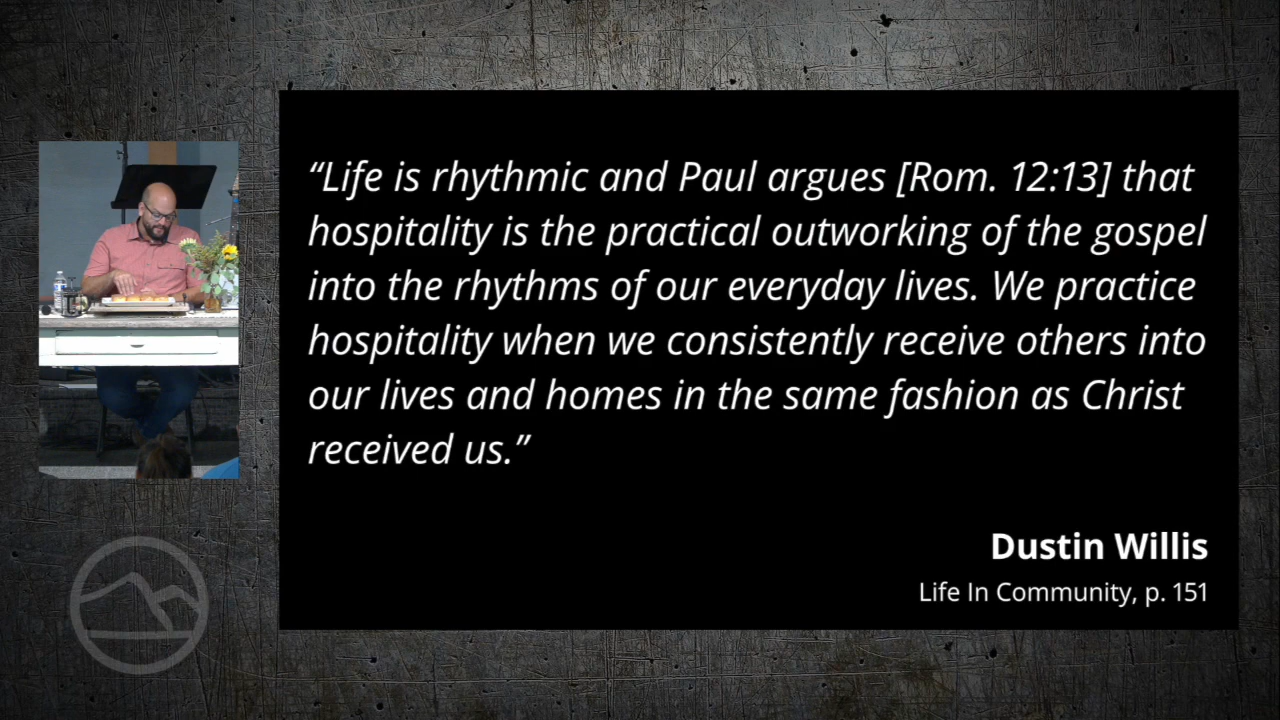 “Life is rhythmic and Paul argues [Rom. 12:13] that
hospitality is the practical outworking of the gospel
into the rhythms of our everyday lives. We practice
hospitality when we consistently receive others into
our lives and homes in the same fashion as Christ
received us.”
Dustin Willis
Life In Community, p. 151